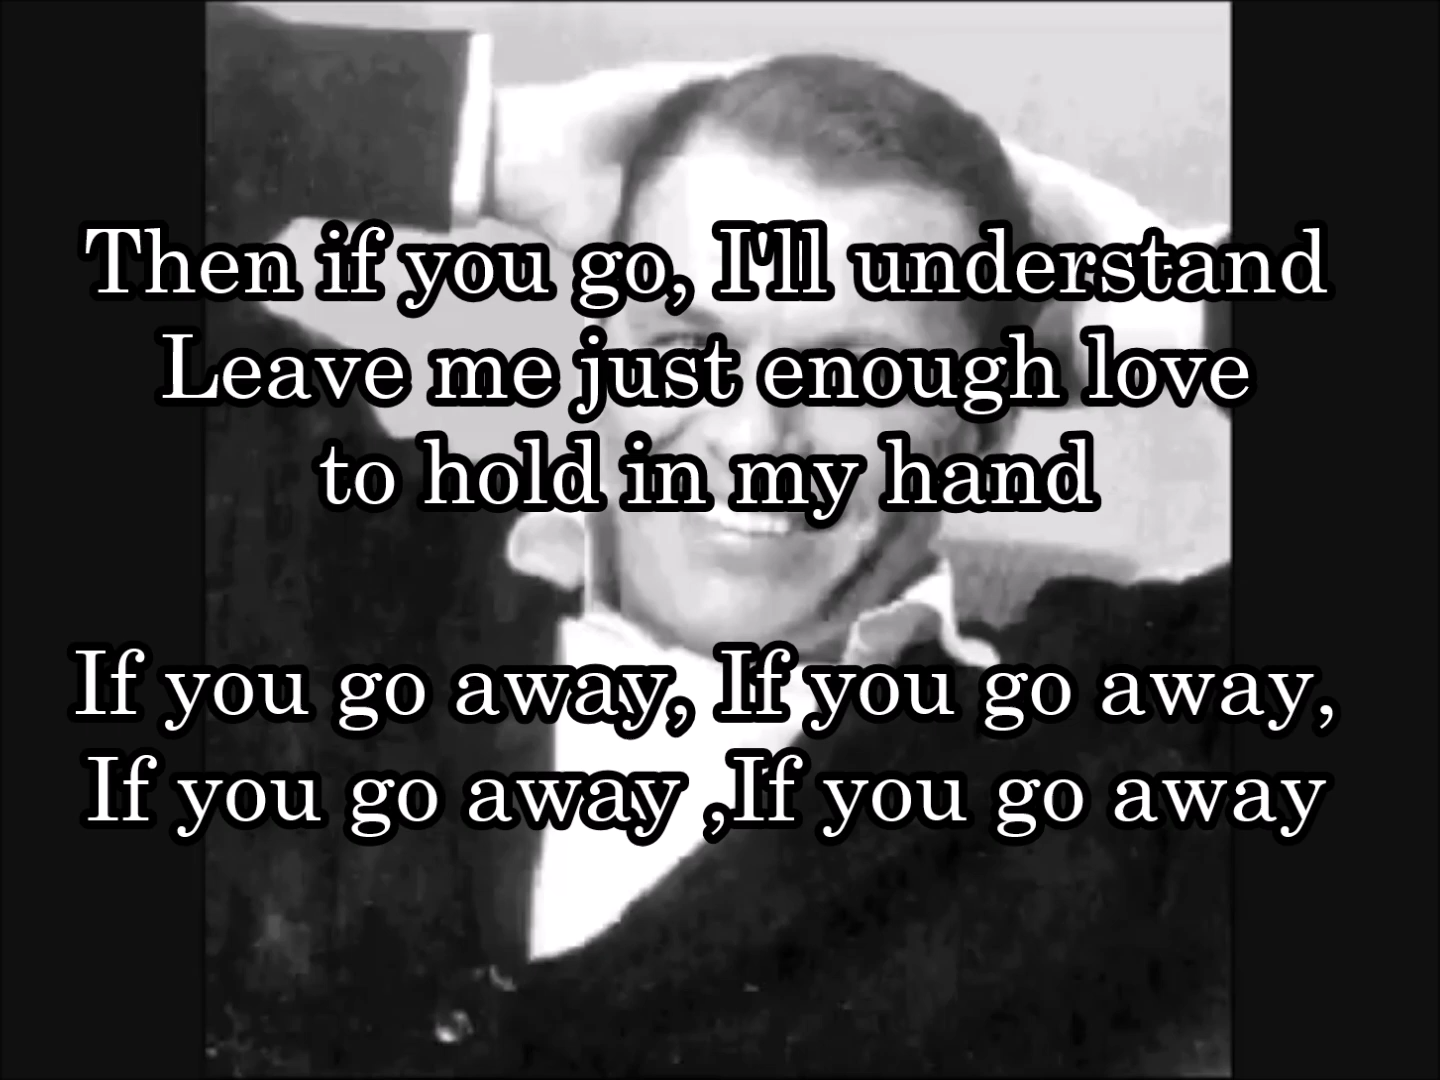 Then if you go, I'll understand
Leave me just enough love
to hold in my hand
If you go away, If you go away,
If you go away ,If you go away